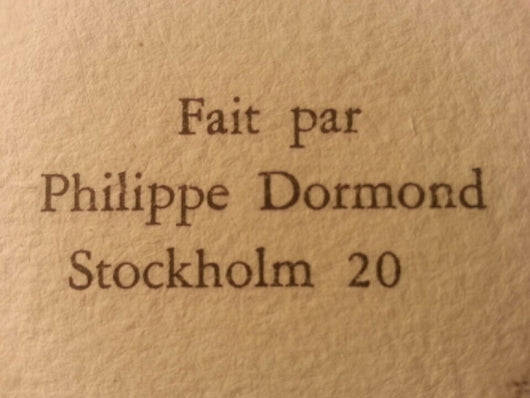 Fait par
Philippe Dormond
Stockholm 20